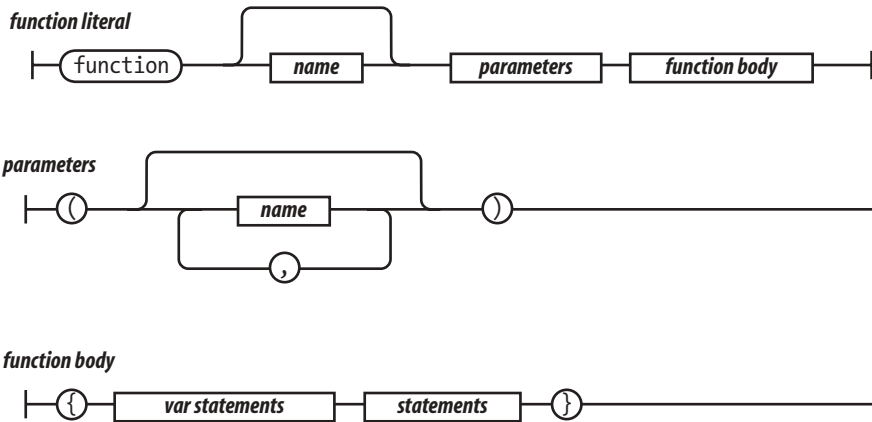 function literal
function name parameters function body
parameters
( name )
,
function body
{ var statements statements }